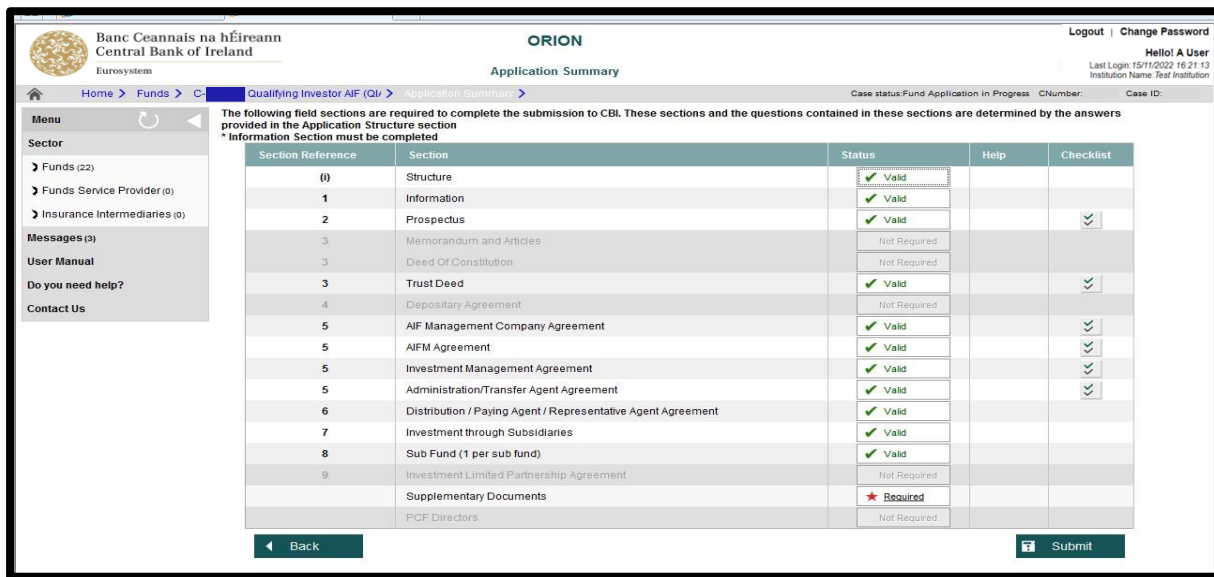 Banc Ceannais na hÉireann
Central Bank of Ireland
Eurosystem
ORION
Application Summary
Logout | Change Password
Hello! A User
Last Login:15/11/2022 16:21:13
Institution Name: Test Institution
Home > Funds > C- Qualifying Investor AIF (QIA > Application Summary >
Case status:Fund Application in Progress CNumber: Case ID:
Menu
Sector
Funds (22)
Funds Service Provider (0)
Insurance Intermediaries (0)
Messages (3)
User Manual
Do you need help?
Contact Us
The following field sections are required to complete the submission to CBI. These sections and the questions contained in these sections are determined by the answers
provided in the Application Structure section
* Information Section must be completed
Section Reference Section Status Help Checklist
(i) Structure Valid
1 Information Valid
2 Prospectus Valid
3 Memorandum and Articles Not Required
3 Deed Of Constitution Not Required
3 Trust Deed Valid
4 Depositary Agreement Not Required
5 AIF Management Company Agreement Valid
5 AIFM Agreement Valid
5 Investment Management Agreement Valid
5 Administration/Transfer Agent Agreement Valid
6 Distribution / Paying Agent / Representative Agent Agreement Valid
7 Investment through Subsidiaries Valid
8 Sub Fund (1 per sub fund) Valid
9 Investment Limited Partnership Agreement Not Required
Supplementary Documents Required
PCF Directors Not Required
Back
Submit